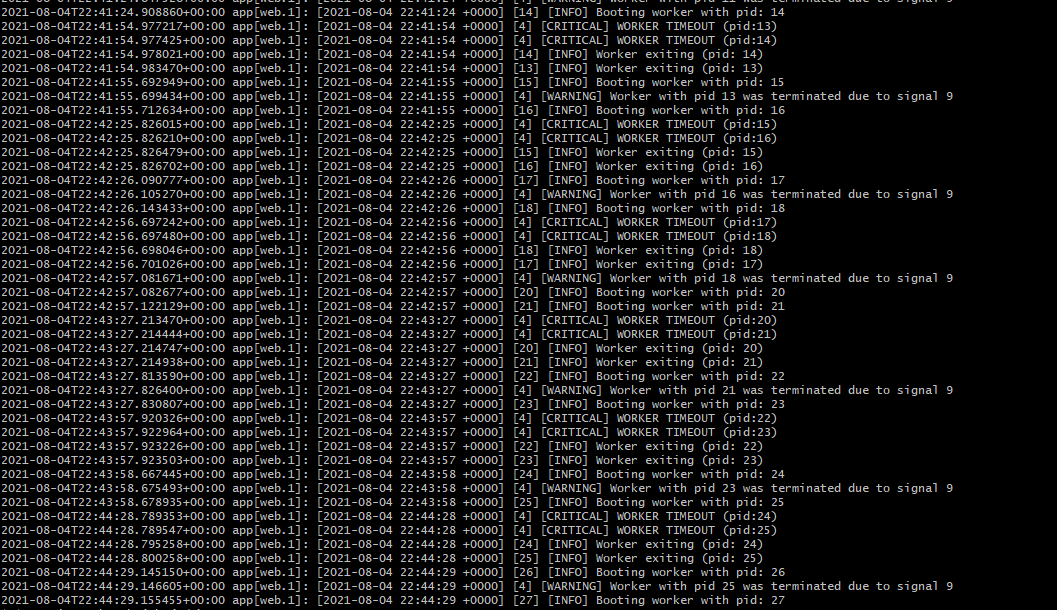 2021-08-04T22:41:24.908860+00:00 app[web.1]: [2021-08-04 22:41:24 +0000] [14] [INFO] Booting worker with pid: 14
2021-08-04T22:41:54.977217+00:00 app[web.1]: [2021-08-04 22:41:54 +0000] [4] [CRITICAL] WORKER TIMEOUT (pid:13)
2021-08-04T22:41:54.977425+00:00 app[web.1]: [2021-08-04 22:41:54 +0000] [4] [CRITICAL] WORKER TIMEOUT (pid:14)
2021-08-04T22:41:54.978021+00:00 app[web.1]: [2021-08-04 22:41:54 +0000] [14] [INFO] Worker exiting (pid: 14)
2021-08-04T22:41:54.983470+00:00 app[web.1]: [2021-08-04 22:41:54 +0000] [13] [INFO] Worker exiting (pid: 13)
2021-08-04T22:41:55.692949+00:00 app[web.1]: [2021-08-04 22:41:55 +0000] [15] [INFO] Booting worker with pid: 15
2021-08-04T22:41:55.699434+00:00 app[web.1]: [2021-08-04 22:41:55 +0000] [4] [WARNING] Worker with pid 13 was terminated due to signal 9
2021-08-04T22:41:55.712634+00:00 app[web.1]: [2021-08-04 22:41:55 +0000] [16] [INFO] Booting worker with pid: 16
2021-08-04T22:42:25.826015+00:00 app[web.1]: [2021-08-04 22:42:25 +0000] [4] [CRITICAL] WORKER TIMEOUT (pid:15)
2021-08-04T22:42:25.826210+00:00 app[web.1]: [2021-08-04 22:42:25 +0000] [4] [CRITICAL] WORKER TIMEOUT (pid:16)
2021-08-04T22:42:25.826479+00:00 app[web.1]: [2021-08-04 22:42:25 +0000] [15] [INFO] Worker exiting (pid: 15)
2021-08-04T22:42:25.826702+00:00 app[web.1]: [2021-08-04 22:42:25 +0000] [16] [INFO] Worker exiting (pid: 16)
2021-08-04T22:42:26.090777+00:00 app[web.1]: [2021-08-04 22:42:26 +0000] [17] [INFO] Booting worker with pid: 17
2021-08-04T22:42:26.105270+00:00 app[web.1]: [2021-08-04 22:42:26 +0000] [4] [WARNING] Worker with pid 16 was terminated due to signal 9
2021-08-04T22:42:26.143433+00:00 app[web.1]: [2021-08-04 22:42:26 +0000] [18] [INFO] Booting worker with pid: 18
2021-08-04T22:42:56.697242+00:00 app[web.1]: [2021-08-04 22:42:56 +0000] [4] [CRITICAL] WORKER TIMEOUT (pid:17)
2021-08-04T22:42:56.697480+00:00 app[web.1]: [2021-08-04 22:42:56 +0000] [4] [CRITICAL] WORKER TIMEOUT (pid:18)
2021-08-04T22:42:56.698046+00:00 app[web.1]: [2021-08-04 22:42:56 +0000] [18] [INFO] Worker exiting (pid: 18)
2021-08-04T22:42:56.701026+00:00 app[web.1]: [2021-08-04 22:42:56 +0000] [17] [INFO] Worker exiting (pid: 17)
2021-08-04T22:42:57.081671+00:00 app[web.1]: [2021-08-04 22:42:57 +0000] [4] [WARNING] Worker with pid 18 was terminated due to signal 9
2021-08-04T22:42:57.082677+00:00 app[web.1]: [2021-08-04 22:42:57 +0000] [20] [INFO] Booting worker with pid: 20
2021-08-04T22:42:57.122129+00:00 app[web.1]: [2021-08-04 22:42:57 +0000] [21] [INFO] Booting worker with pid: 21
2021-08-04T22:43:27.213470+00:00 app[web.1]: [2021-08-04 22:43:27 +0000] [4] [CRITICAL] WORKER TIMEOUT (pid:20)
2021-08-04T22:43:27.214444+00:00 app[web.1]: [2021-08-04 22:43:27 +0000] [4] [CRITICAL] WORKER TIMEOUT (pid:21)
2021-08-04T22:43:27.214747+00:00 app[web.1]: [2021-08-04 22:43:27 +0000] [20] [INFO] Worker exiting (pid: 20)
2021-08-04T22:43:27.214938+00:00 app[web.1]: [2021-08-04 22:43:27 +0000] [21] [INFO] Worker exiting (pid: 21)
2021-08-04T22:43:27.813590+00:00 app[web.1]: [2021-08-04 22:43:27 +0000] [22] [INFO] Booting worker with pid: 22
2021-08-04T22:43:27.826400+00:00 app[web.1]: [2021-08-04 22:43:27 +0000] [4] [WARNING] Worker with pid 21 was terminated due to signal 9
2021-08-04T22:43:27.830807+00:00 app[web.1]: [2021-08-04 22:43:27 +0000] [23] [INFO] Booting worker with pid: 23
2021-08-04T22:43:57.920326+00:00 app[web.1]: [2021-08-04 22:43:57 +0000] [4] [CRITICAL] WORKER TIMEOUT (pid:22)
2021-08-04T22:43:57.922964+00:00 app[web.1]: [2021-08-04 22:43:57 +0000] [4] [CRITICAL] WORKER TIMEOUT (pid:23)
2021-08-04T22:43:57.923226+00:00 app[web.1]: [2021-08-04 22:43:57 +0000] [22] [INFO] Worker exiting (pid: 22)
2021-08-04T22:43:57.923503+00:00 app[web.1]: [2021-08-04 22:43:57 +0000] [23] [INFO] Worker exiting (pid: 23)
2021-08-04T22:43:58.667445+00:00 app[web.1]: [2021-08-04 22:43:58 +0000] [24] [INFO] Booting worker with pid: 24
2021-08-04T22:43:58.675493+00:00 app[web.1]: [2021-08-04 22:43:58 +0000] [4] [WARNING] Worker with pid 23 was terminated due to signal 9
2021-08-04T22:43:58.678935+00:00 app[web.1]: [2021-08-04 22:43:58 +0000] [25] [INFO] Booting worker with pid: 25
2021-08-04T22:44:28.789353+00:00 app[web.1]: [2021-08-04 22:44:28 +0000] [4] [CRITICAL] WORKER TIMEOUT (pid:24)
2021-08-04T22:44:28.789547+00:00 app[web.1]: [2021-08-04 22:44:28 +0000] [4] [CRITICAL] WORKER TIMEOUT (pid:25)
2021-08-04T22:44:28.795258+00:00 app[web.1]: [2021-08-04 22:44:28 +0000] [24] [INFO] Worker exiting (pid: 24)
2021-08-04T22:44:28.800258+00:00 app[web.1]: [2021-08-04 22:44:28 +0000] [25] [INFO] Worker exiting (pid: 25)
2021-08-04T22:44:29.145150+00:00 app[web.1]: [2021-08-04 22:44:29 +0000] [26] [INFO] Booting worker with pid: 26
2021-08-04T22:44:29.146605+00:00 app[web.1]: [2021-08-04 22:44:29 +0000] [4] [WARNING] Worker with pid 25 was terminated due to signal 9
2021-08-04T22:44:29.155455+00:00 app[web.1]: [2021-08-04 22:44:29 +0000] [27] [INFO] Booting worker with pid: 27